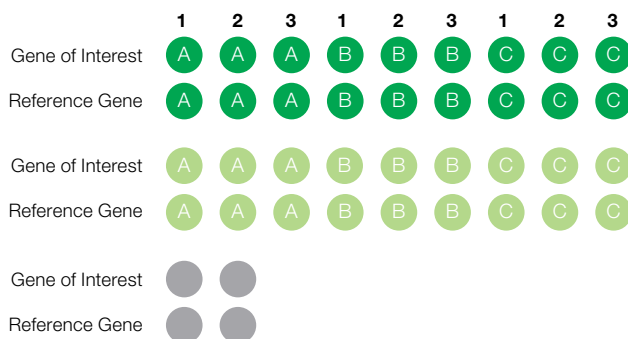 1 2 3 1 2 3 1 2 3
Gene of Interest A A A B B B C C C
Reference Gene A A A B B B C C C
Gene of Interest A A A B B B C C C
Reference Gene A A A B B B C C C
Gene of Interest
Reference Gene